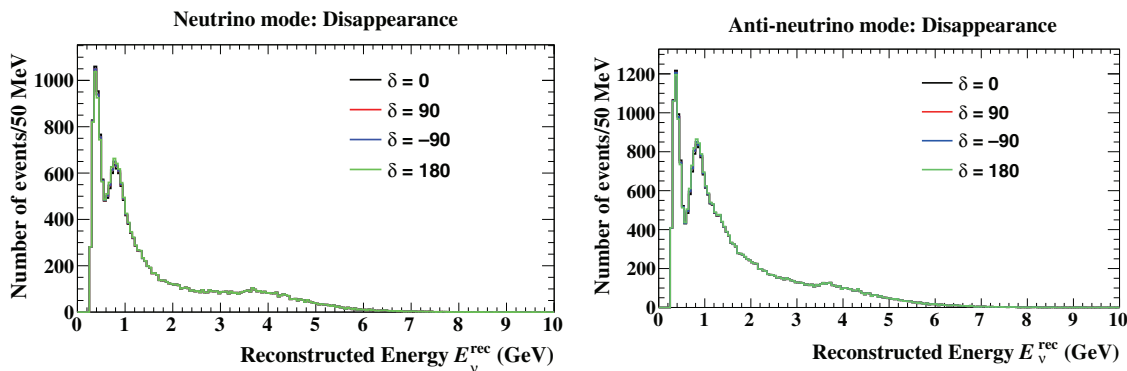 Neutrino mode: Disappearance
Number of events/50 MeV
1000
800
600
400
200
0
δ = 0
δ = 90
δ = −90
δ = 180
0 1 2 3 4 5 6 7 8 9 10
Reconstructed Energy E_ν^rec (GeV)
Anti-neutrino mode: Disappearance
Number of events/50 MeV
1200
1000
800
600
400
200
0
δ = 0
δ = 90
δ = −90
δ = 180
0 1 2 3 4 5 6 7 8 9 10
Reconstructed Energy E_ν^rec (GeV)